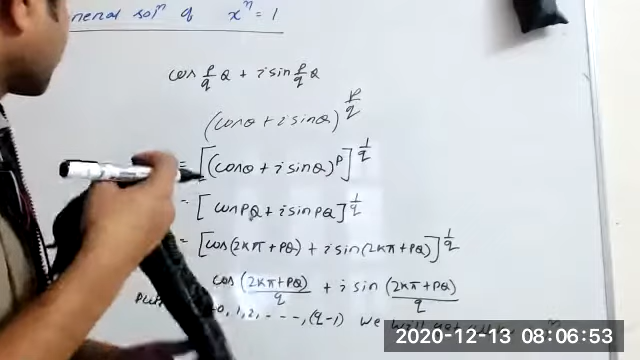 solⁿ of xⁿ = 1
cos p/q θ + i sin p/q θ
(cosθ + i sinθ)^(p/q)
= [(cosθ + i sinθ)^p]^(1/q)
= [cos pθ + i sin pθ]^(1/q)
= [cos(2kπ + pθ) + i sin(2kπ + pθ)]^(1/q)
cos (2kπ + pθ)/q + i sin (2kπ + pθ)/q
0, 1, 2, - - - -, (q-1) we
2020-12-13 08:06:53